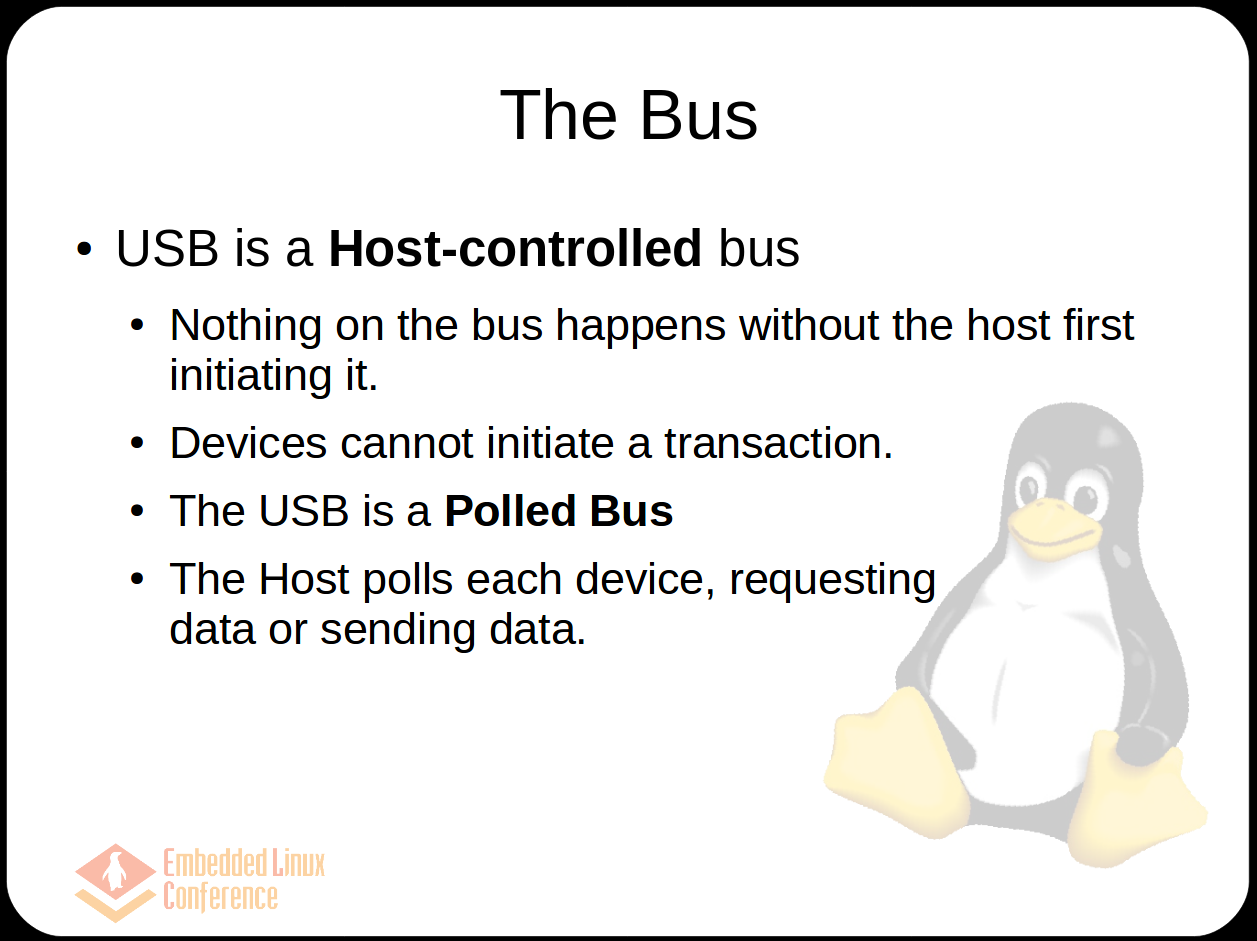 The Bus
• USB is a Host-controlled bus
• Nothing on the bus happens without the host first
initiating it.
• Devices cannot initiate a transaction.
• The USB is a Polled Bus
• The Host polls each device, requesting
data or sending data.
Embedded Linux
Conference